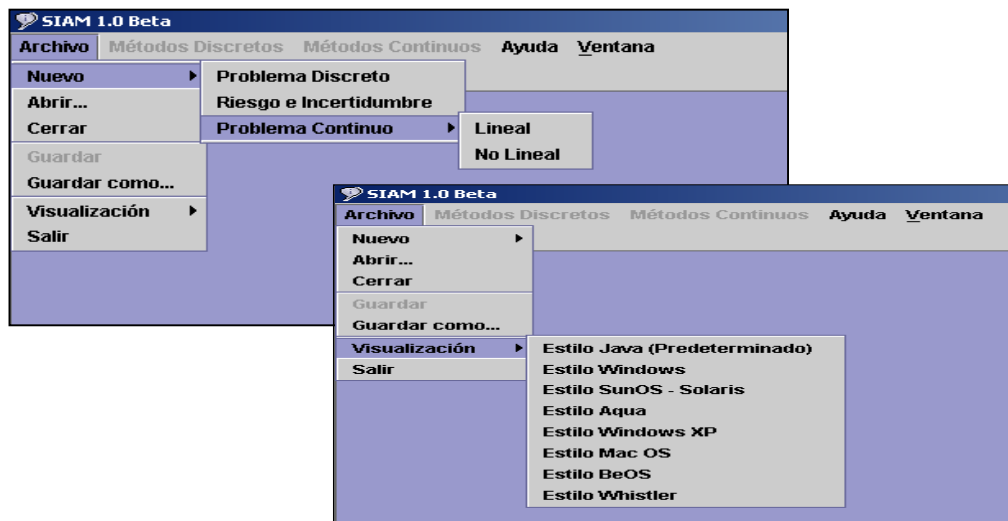 SIAM 1.0 Beta
Archivo Métodos Discretos Métodos Continuos Ayuda Ventana
Nuevo
Abrir...
Cerrar
Guardar
Guardar como...
Visualización
Salir
Problema Discreto
Riesgo e Incertidumbre
Problema Continuo
Lineal
No Lineal
SIAM 1.0 Beta
Archivo Métodos Discretos Métodos Continuos Ayuda Ventana
Nuevo
Abrir...
Cerrar
Guardar
Guardar como...
Visualización
Salir
Estilo Java (Predeterminado)
Estilo Windows
Estilo SunOS - Solaris
Estilo Aqua
Estilo Windows XP
Estilo Mac OS
Estilo BeOS
Estilo Whistler